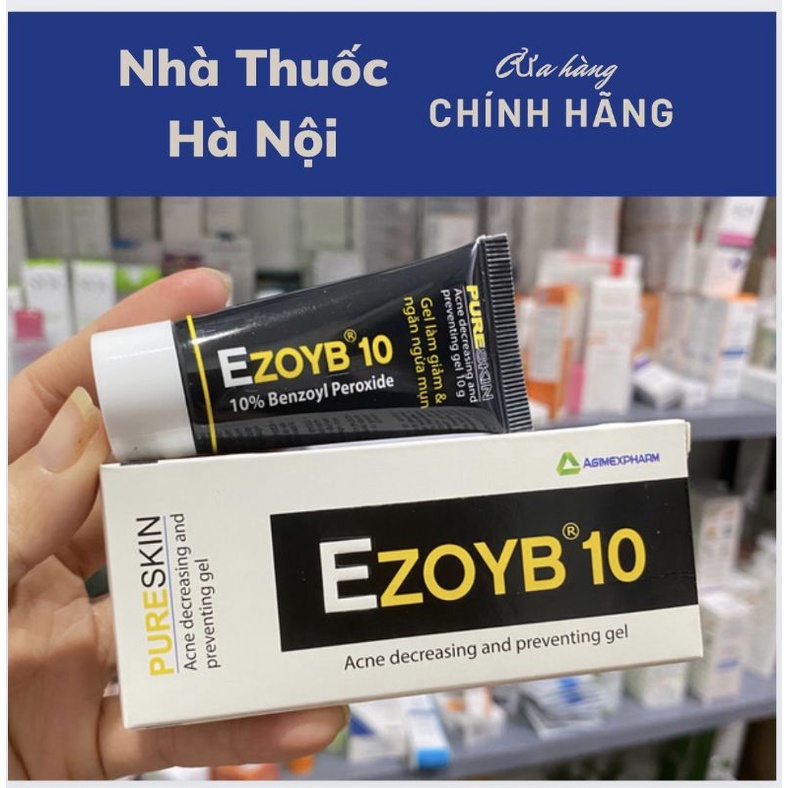 Nhà Thuốc
Hà Nội
Cửa hàng
CHÍNH HÃNG
EZOYB® 10
10% Benzoyl Peroxide
Gel làm giảm &
ngăn ngừa mụn
PURESKIN
Acne decreasing and
preventing gel 10 g
AGIMEXPHARM
PURESKIN
Acne decreasing and
preventing gel
EZOYB® 10
Acne decreasing and preventing gel